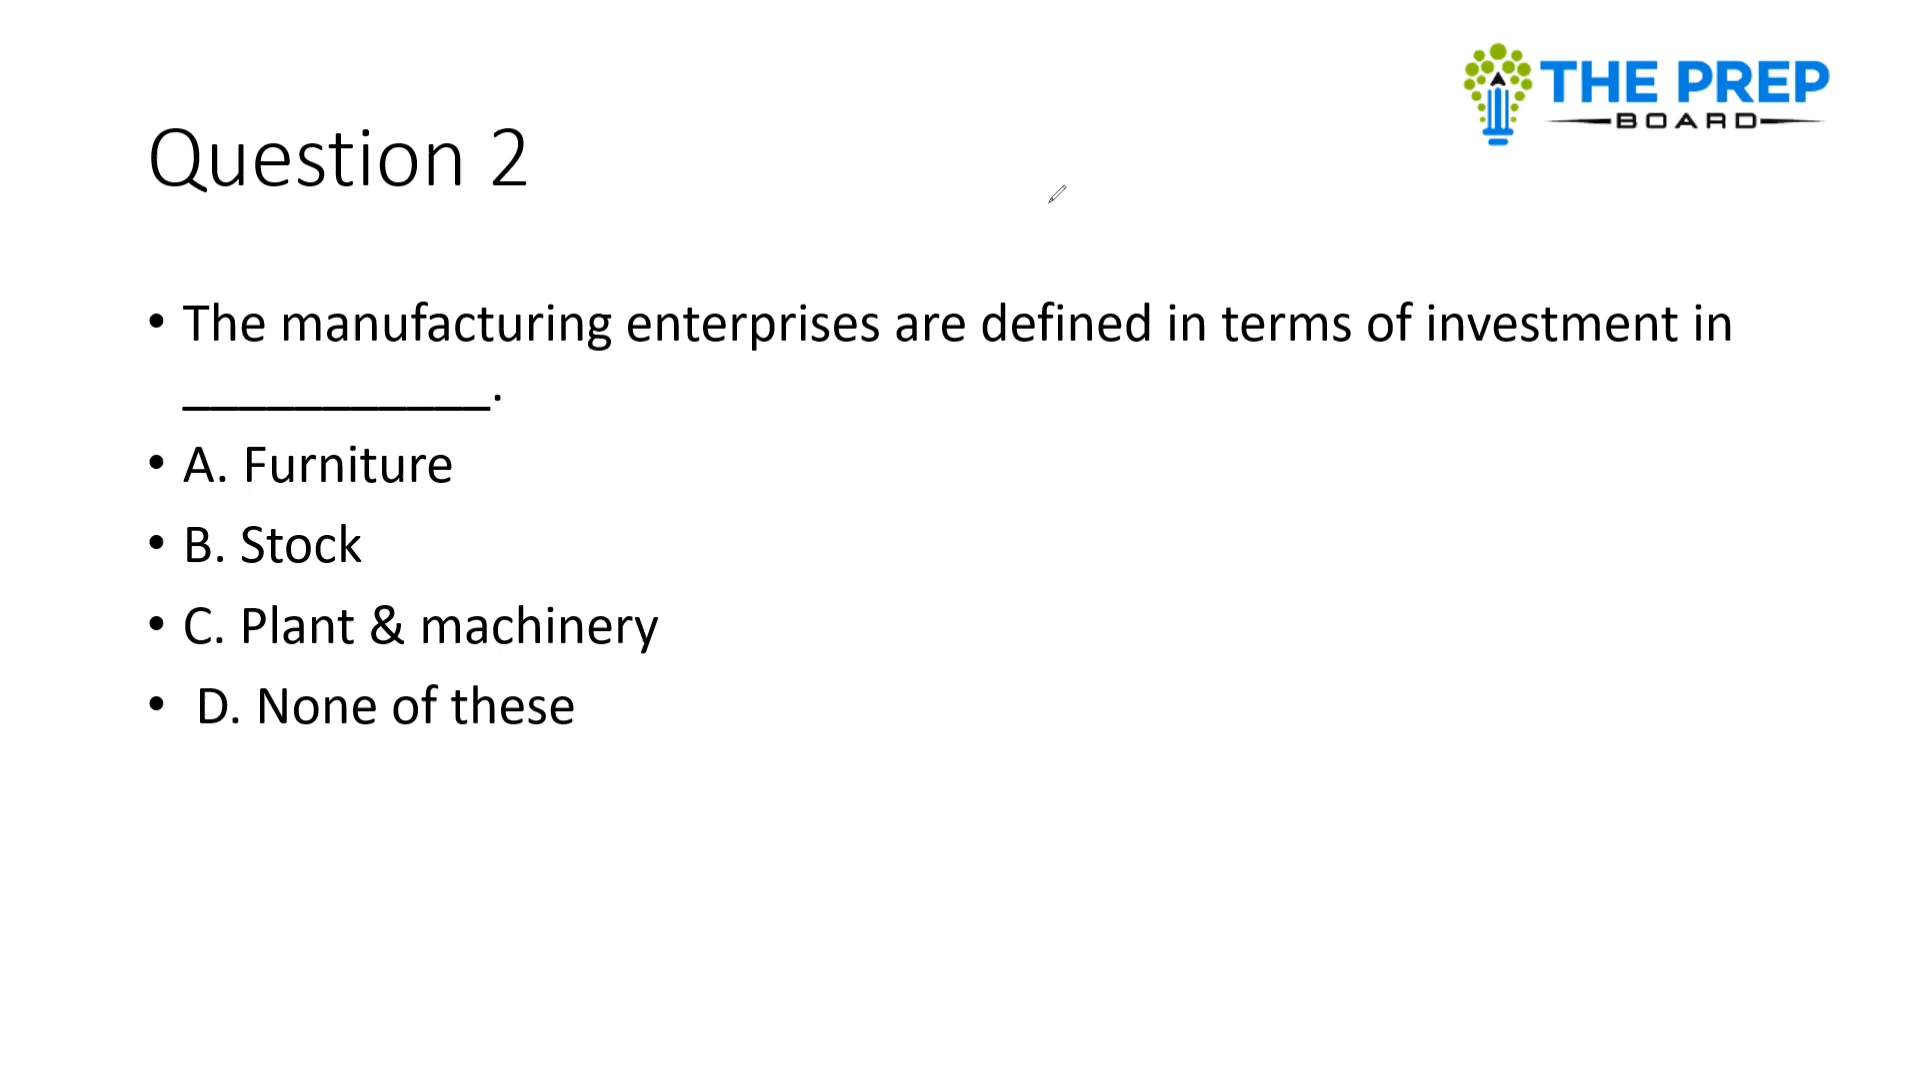 THE PREP
BOARD
Question 2
• The manufacturing enterprises are defined in terms of investment in
___________.
• A. Furniture
• B. Stock
• C. Plant & machinery
• D. None of these